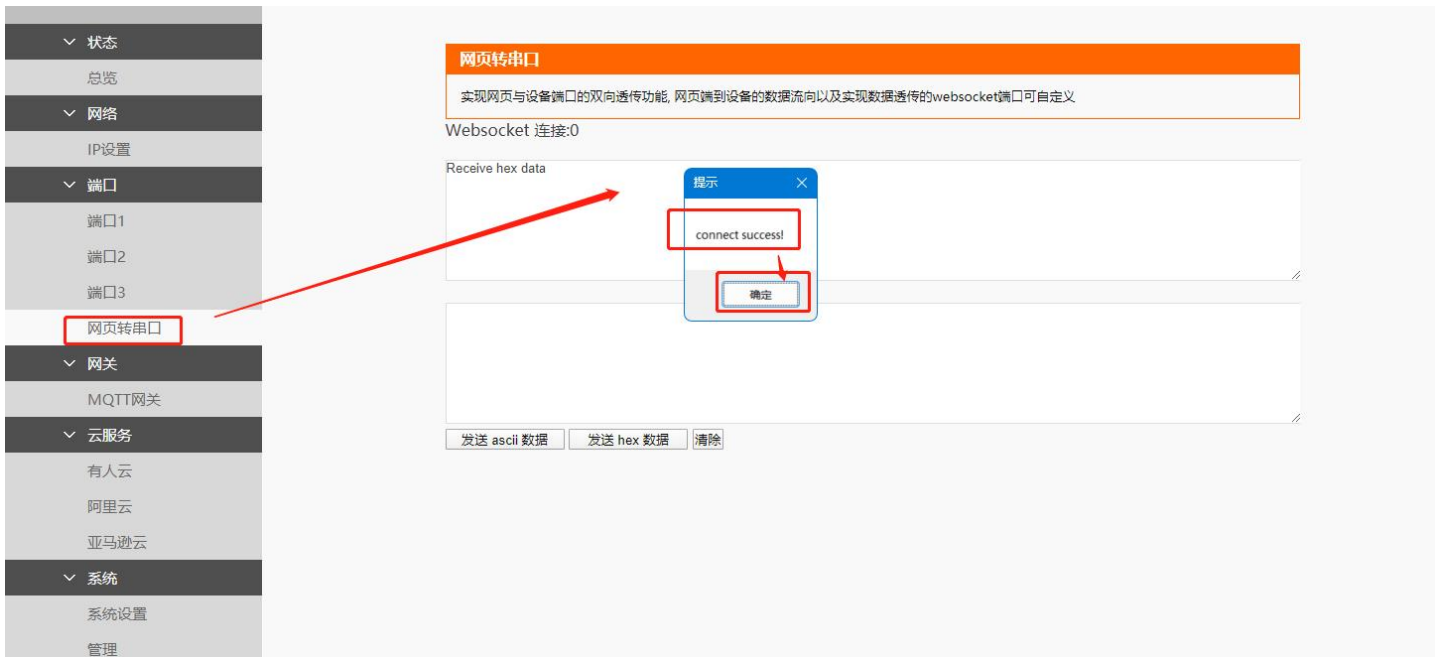 状态
总览
网络
IP设置
端口
端口1
端口2
端口3
网页转串口
网关
MQTT网关
云服务
有人云
阿里云
亚马逊云
系统
系统设置
管理
网页转串口
实现网页与设备端口的双向透传功能, 网页端到设备的数据流向以及实现数据透传的websocket端口可自定义
Websocket 连接:0
Receive hex data
提示
connect success!
确定
发送 ascii 数据 发送 hex 数据 清除